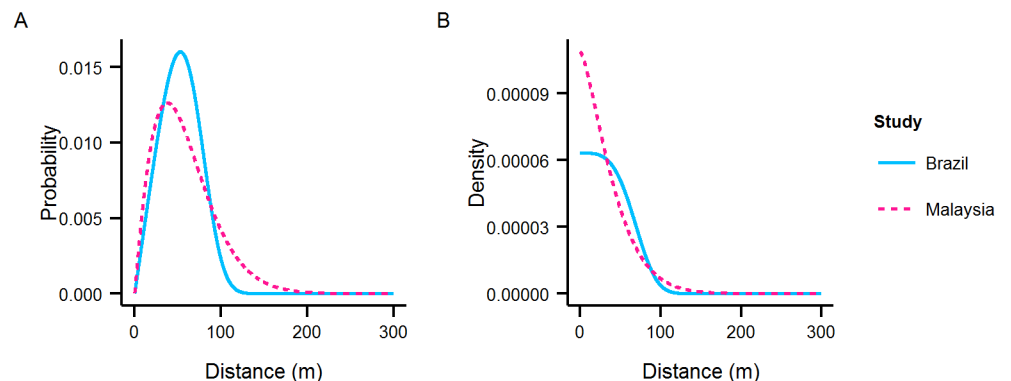 A
Probability
0.015
0.010
0.005
0.000
0 100 200 300
Distance (m)
B
Density
0.00009
0.00006
0.00003
0.00000
0 100 200 300
Distance (m)
Study
Brazil
Malaysia